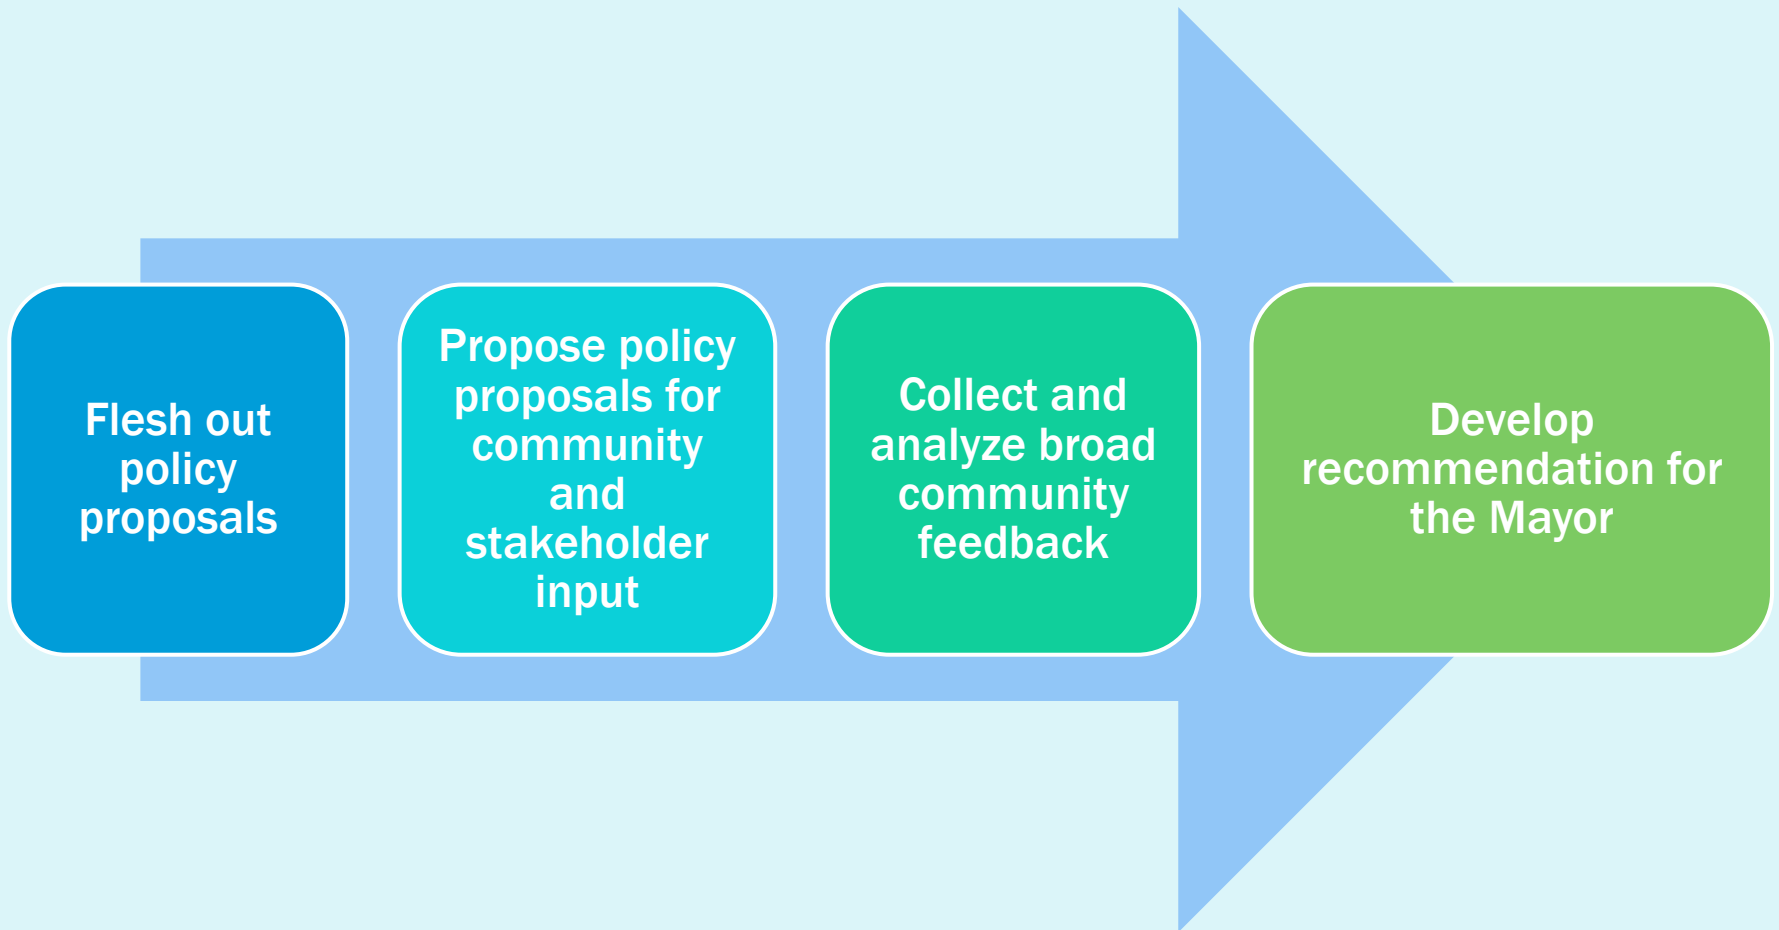 Flesh out
policy
proposals
Propose policy
proposals for
community
and
stakeholder
input
Collect and
analyze broad
community
feedback
Develop
recommendation for
the Mayor